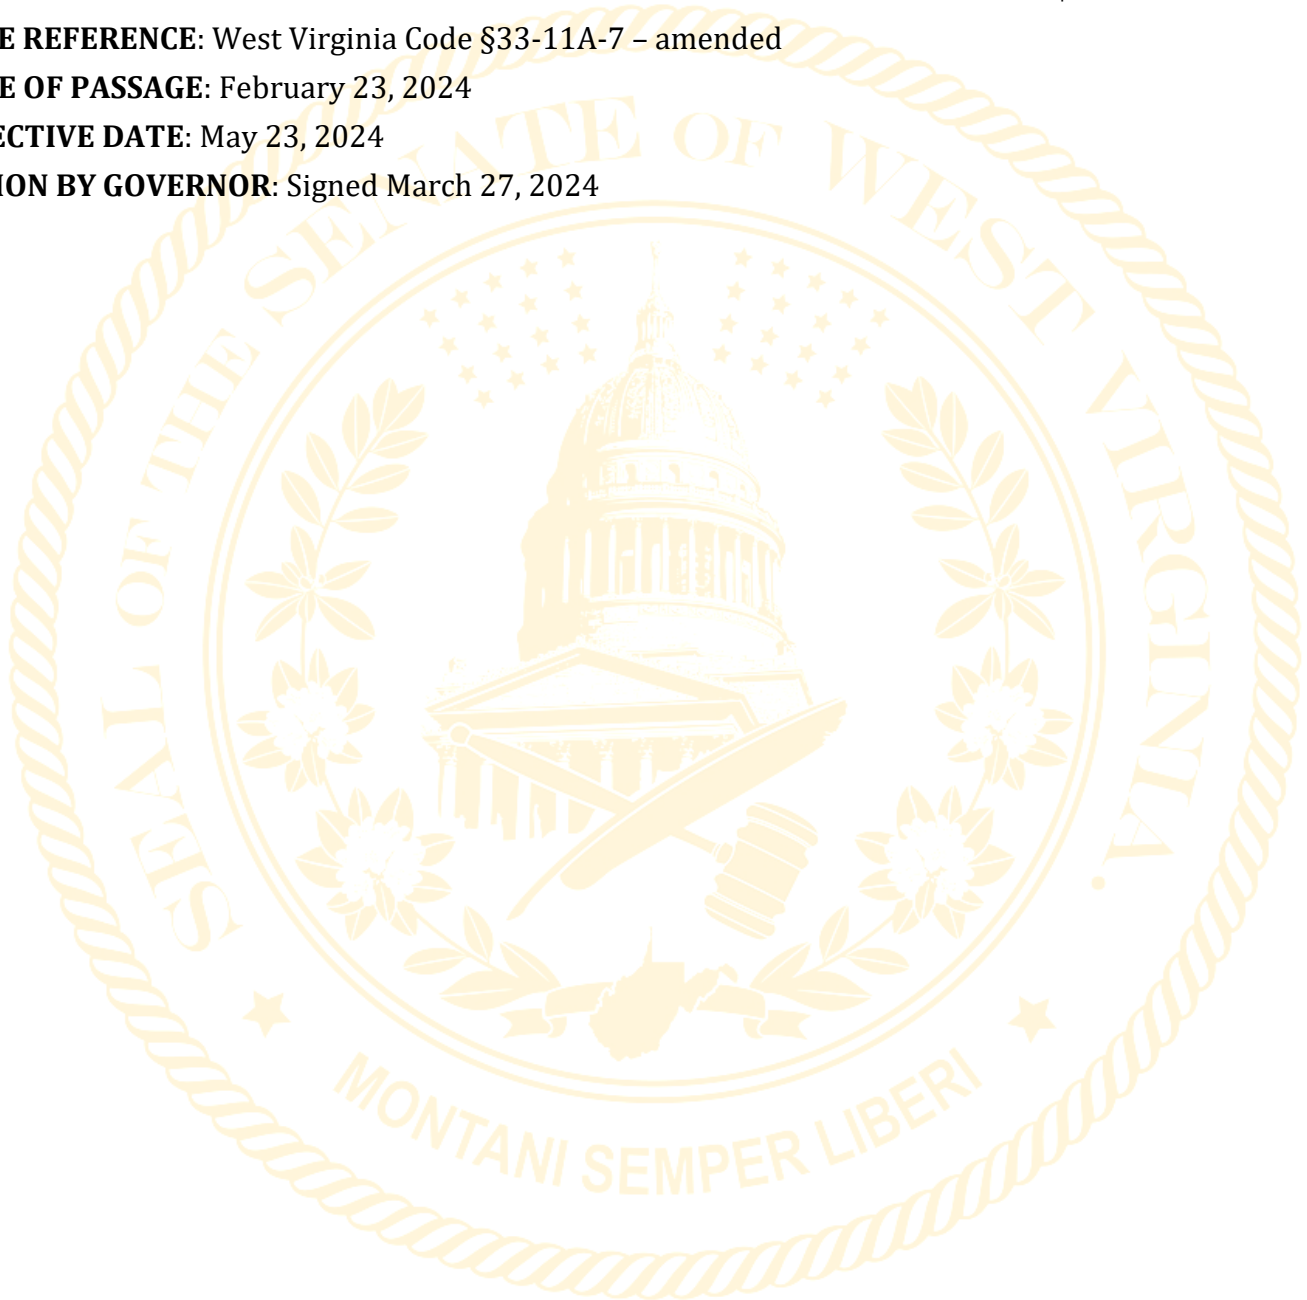 E REFERENCE: West Virginia Code §33-11A-7 – amended
E OF PASSAGE: February 23, 2024
ECTIVE DATE: May 23, 2024
ION BY GOVERNOR: Signed March 27, 2024
SEAL OF THE SENATE OF WEST VIRGINIA
MONTANI SEMPER LIBERI